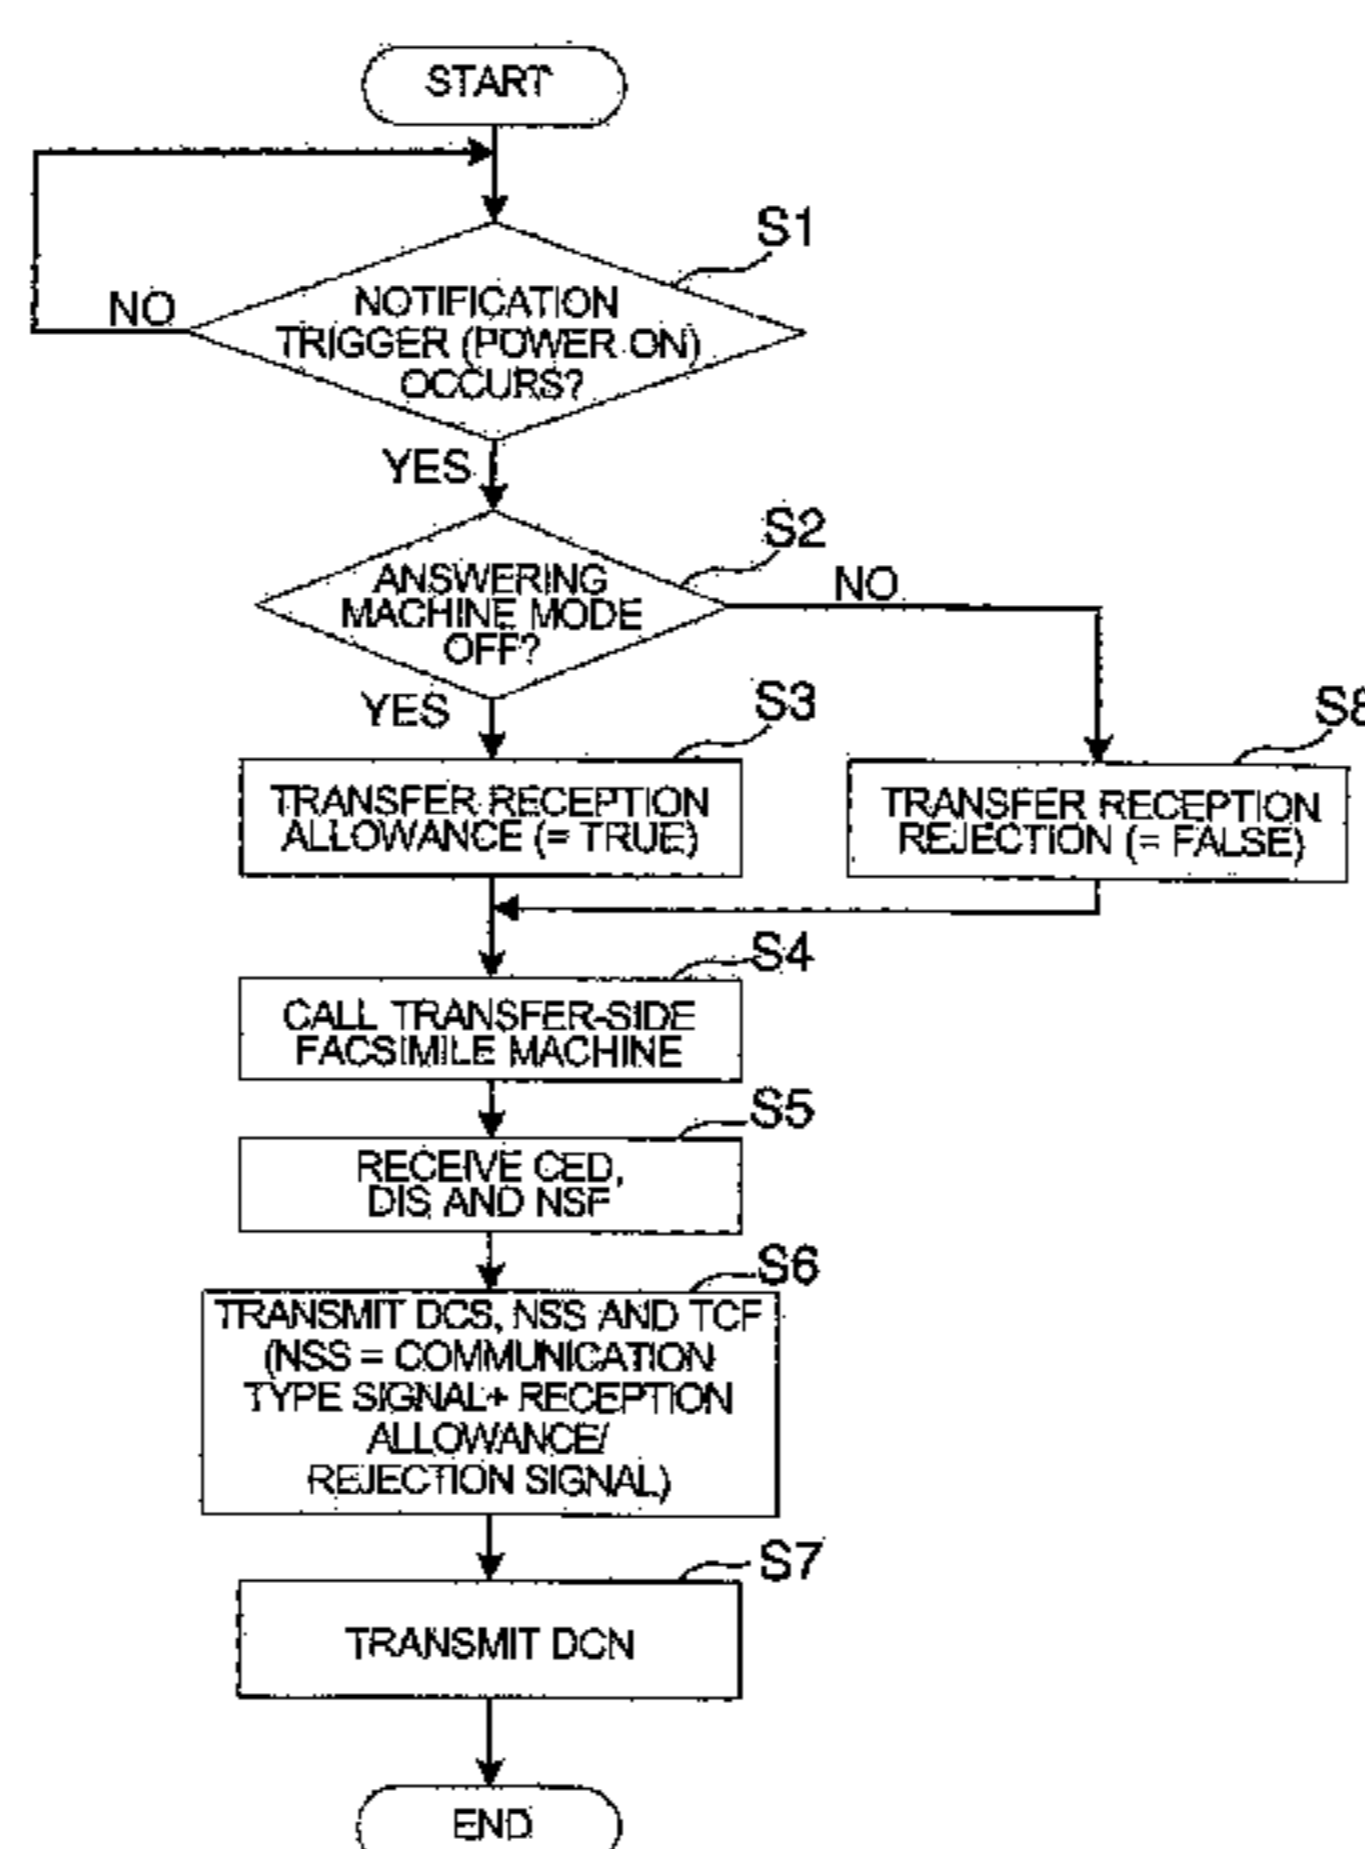 START
S1
NO
NOTIFICATION
TRIGGER (POWER ON)
OCCURS?
YES
S2
NO
ANSWERING
MACHINE MODE
OFF?
YES
S3
S8
TRANSFER RECEPTION
ALLOWANCE (= TRUE)
TRANSFER RECEPTION
REJECTION (= FALSE)
S4
CALL TRANSFER-SIDE
FACSIMILE MACHINE
S5
RECEIVE CED,
DIS AND NSF
S6
TRANSMIT DCS, NSS AND TCF
(NSS = COMMUNICATION
TYPE SIGNAL+ RECEPTION
ALLOWANCE/
REJECTION SIGNAL)
S7
TRANSMIT DCN
END